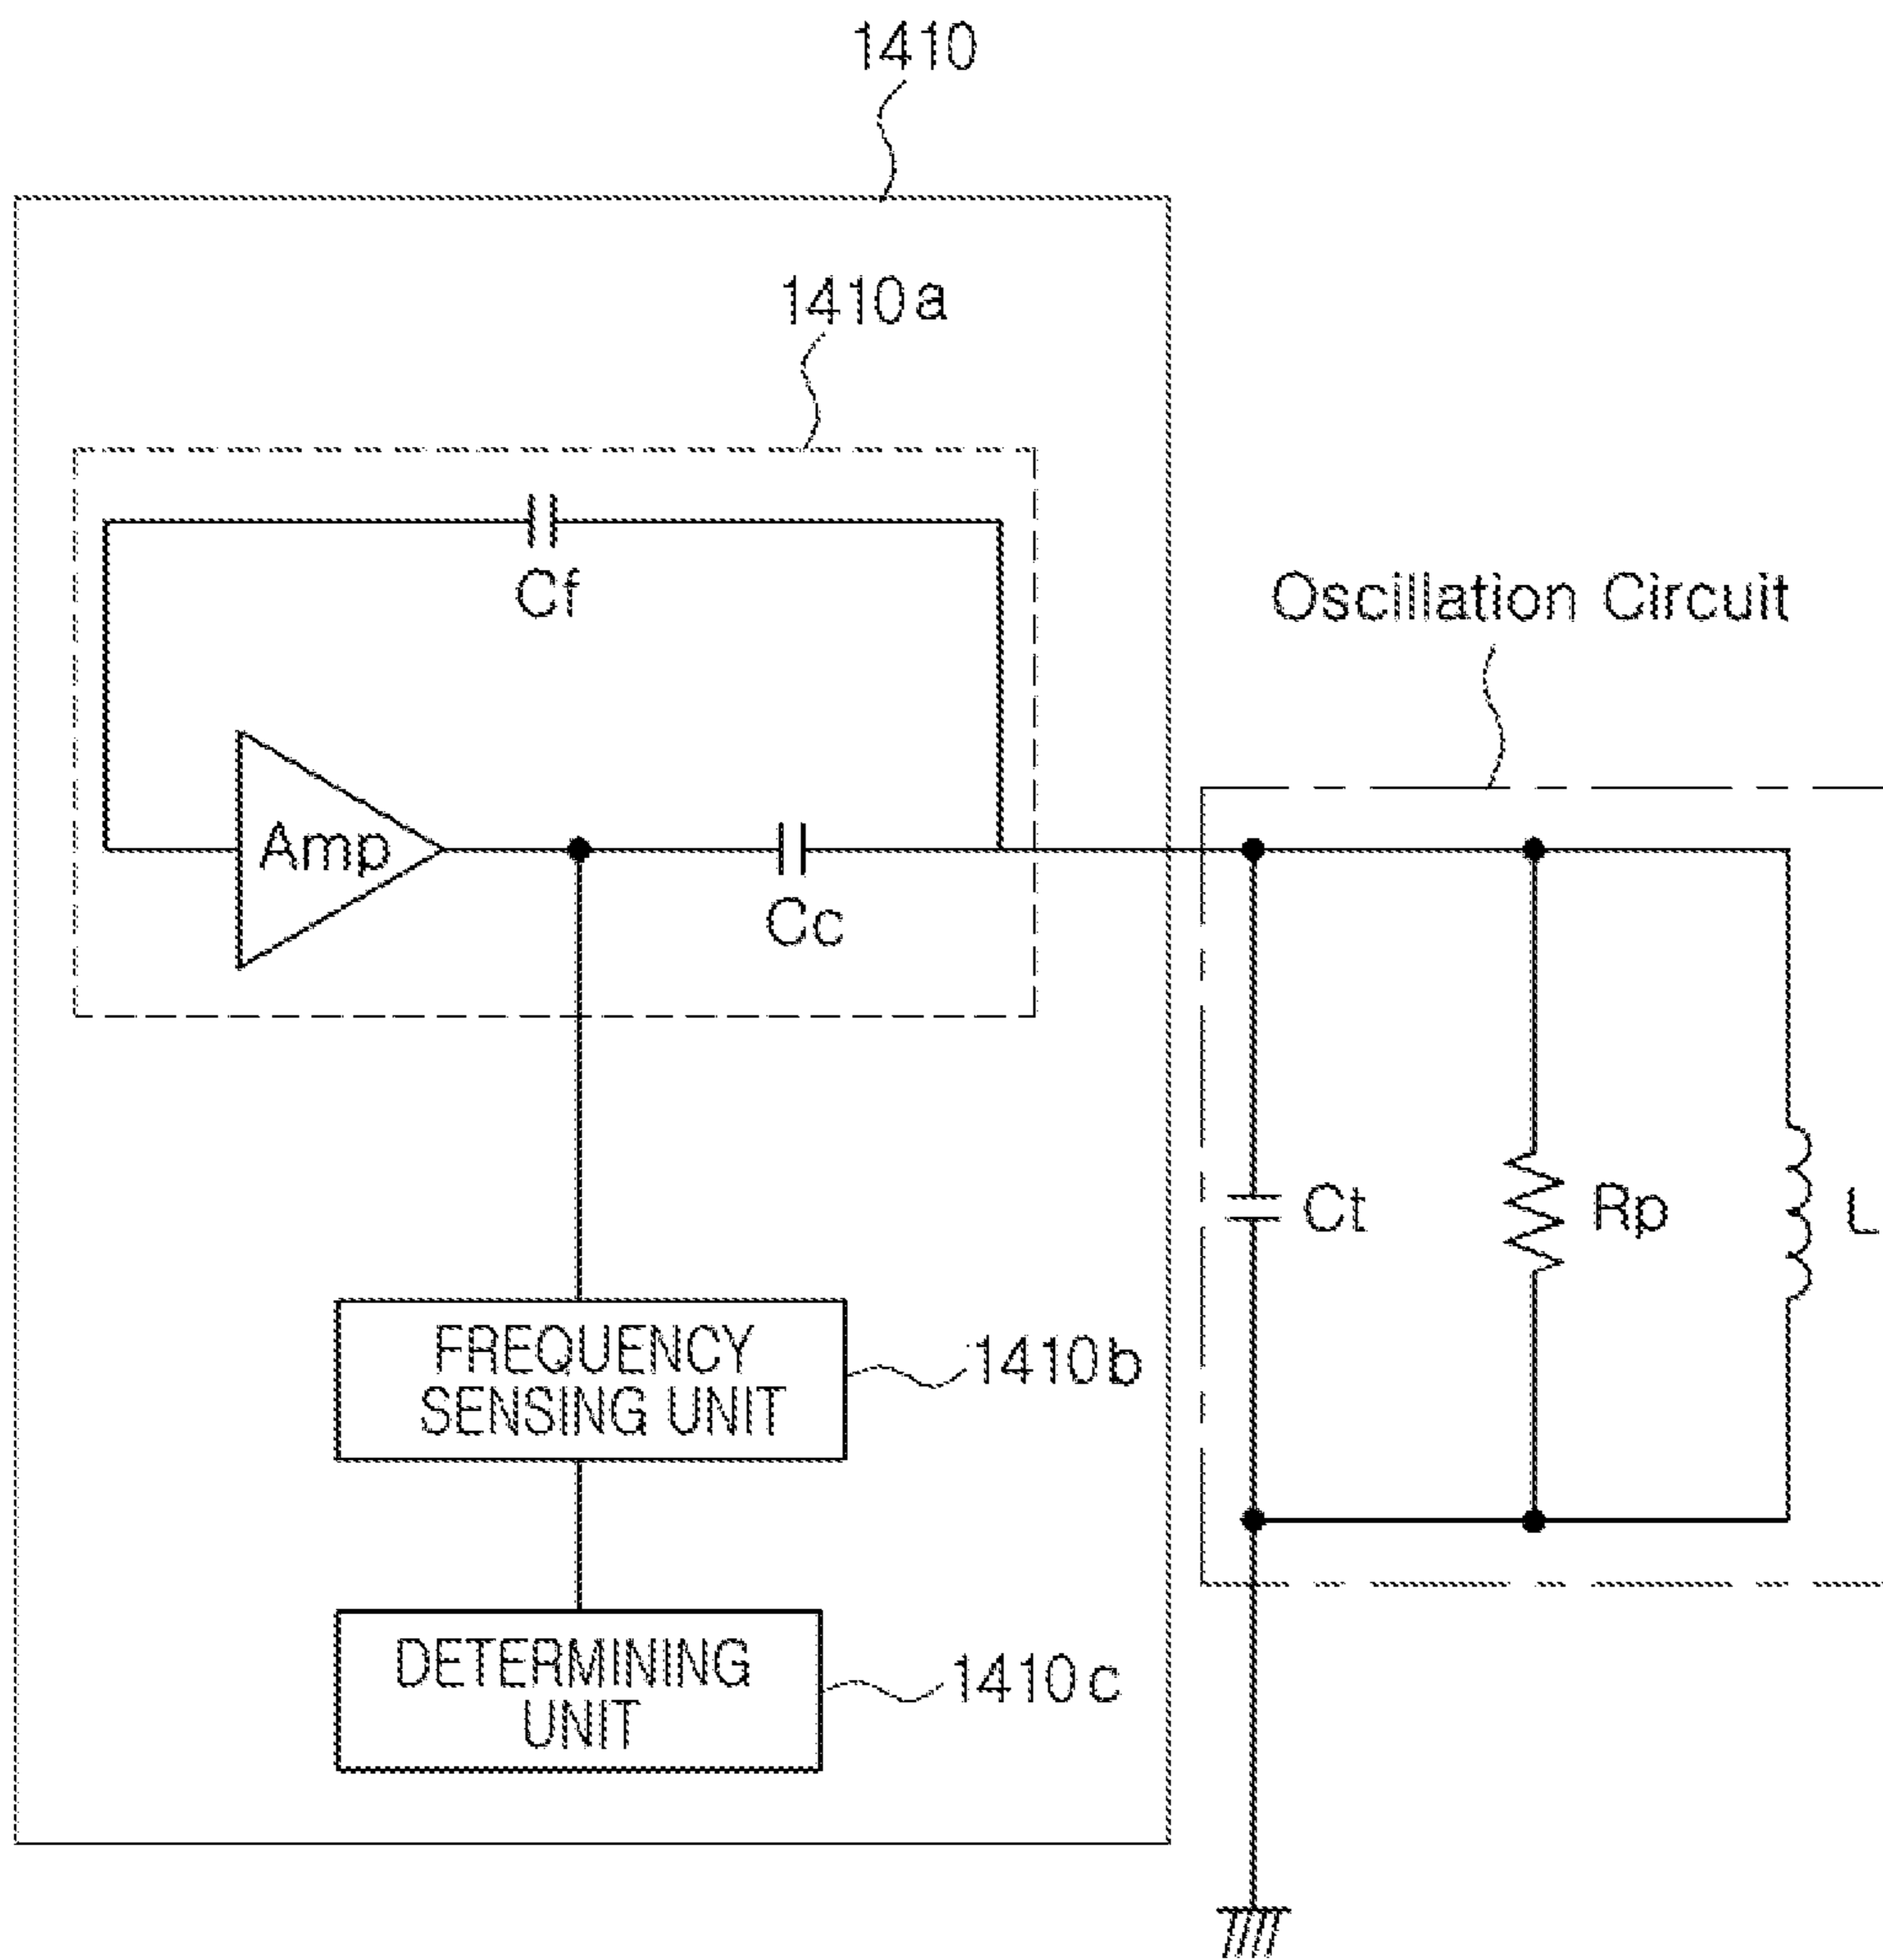 1410
1410a
Cf
Oscillation Circuit
Amp
Cc
Ct
Rp
L
FREQUENCY
SENSING UNIT
1410b
DETERMINING
UNIT
1410c